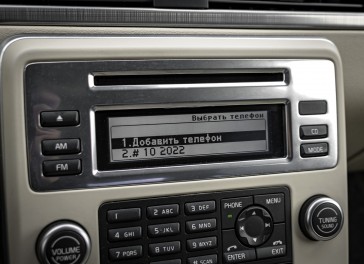 Выбрать телефон
1.Добавить телефон
2.# 10 2022
AM
FM
CD
MODE
VOLUME
POWER
TUNING
SOUND
PHONE
MENU
1
2 ABC
3 DEF
4 GHI
5 JKL
6 MNO
7 PQRS
8 TUV
9 WXYZ
ENTER
EXIT